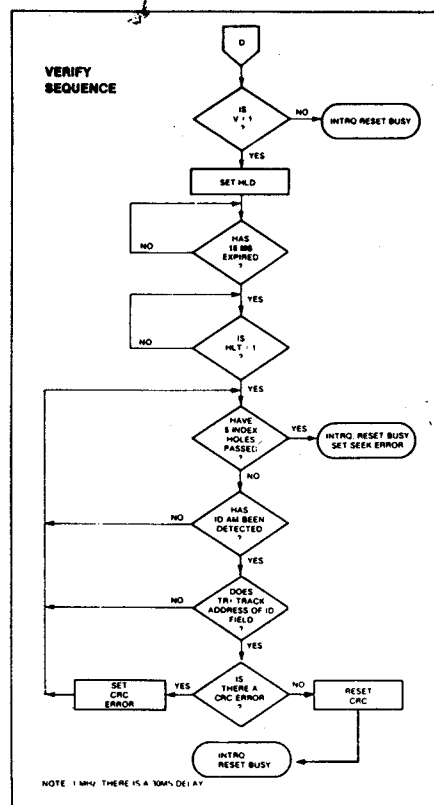 D
VERIFY
SEQUENCE
IS
V = 1
?
NO
INTRQ RESET BUSY
YES
SET HLD
HAS
15 MS
EXPIRED
?
NO
YES
IS
HLT = 1
?
NO
YES
HAVE
5 INDEX
HOLES
PASSED
?
YES
INTRQ, RESET BUSY
SET SEEK ERROR
NO
HAS
ID AM BEEN
DETECTED
?
NO
YES
DOES
TR = TRACK
ADDRESS OF ID
FIELD
?
NO
YES
IS
THERE A
CRC ERROR
?
YES
SET
CRC
ERROR
NO
RESET
CRC
INTRQ
RESET BUSY
NOTE 1 MHz THERE IS A 30MS DELAY